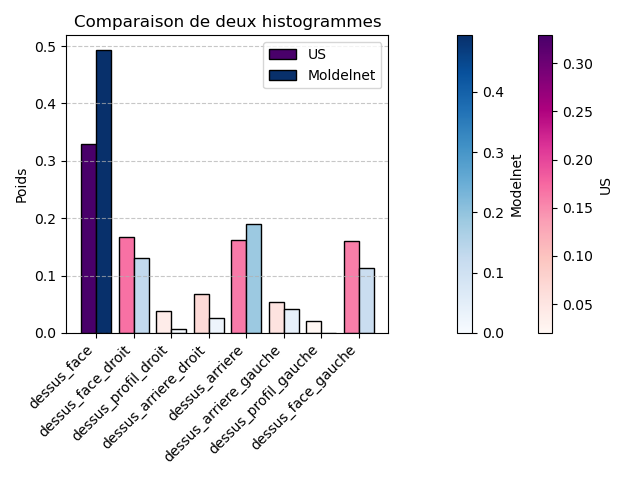 Comparaison de deux histogrammes
US
Moldelnet
Poids
0.5
0.4
0.3
0.2
0.1
0.0
dessus_face
dessus_face_droit
dessus_profil_droit
dessus_arriere_droit
dessus_arriere
dessus_arriere_gauche
dessus_profil_gauche
dessus_face_gauche
0.4
0.3
0.2
0.1
0.0
Modelnet
0.30
0.25
0.20
0.15
0.10
0.05
US